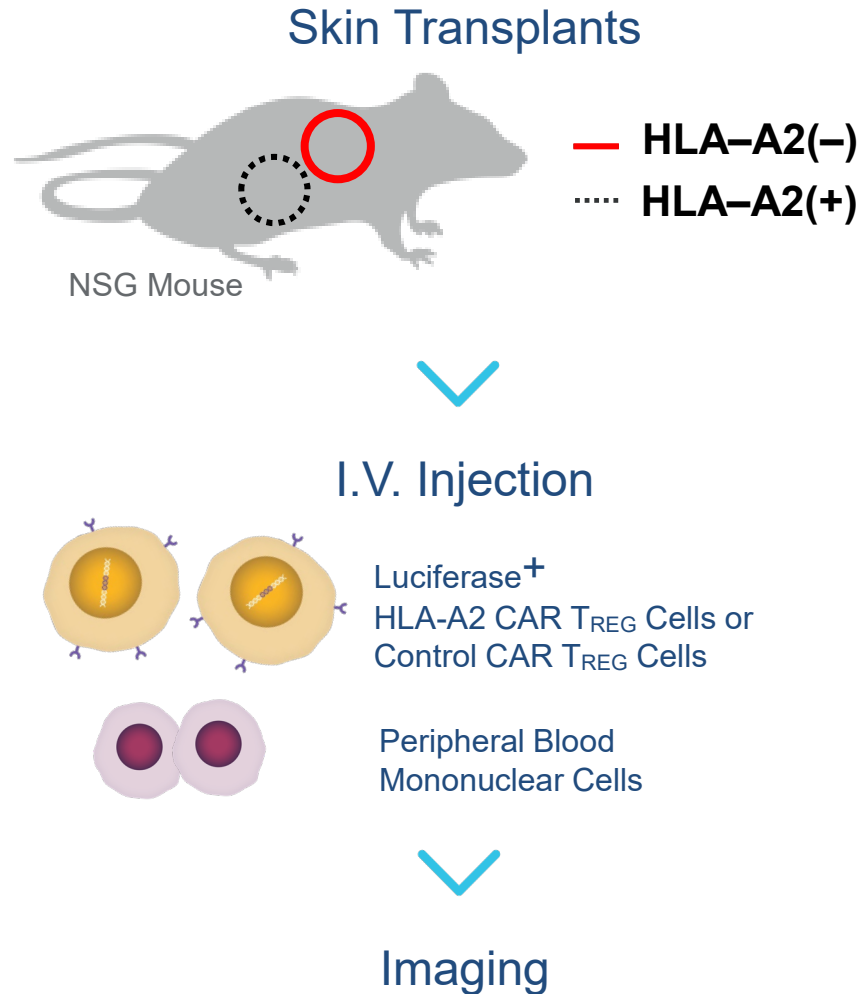 Skin Transplants
HLA–A2(–)
HLA–A2(+)
NSG Mouse
I.V. Injection
Luciferase+
HLA-A2 CAR TREG Cells or
Control CAR TREG Cells
Peripheral Blood
Mononuclear Cells
Imaging